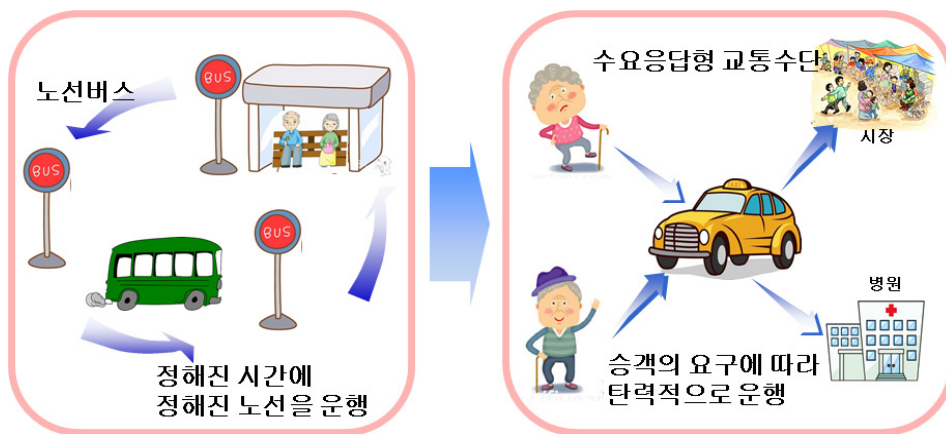 노선버스
BUS
BUS
BUS
정해진 시간에
정해진 노선을 운행
수요응답형 교통수단
시장
병원
승객의 요구에 따라
탄력적으로 운행